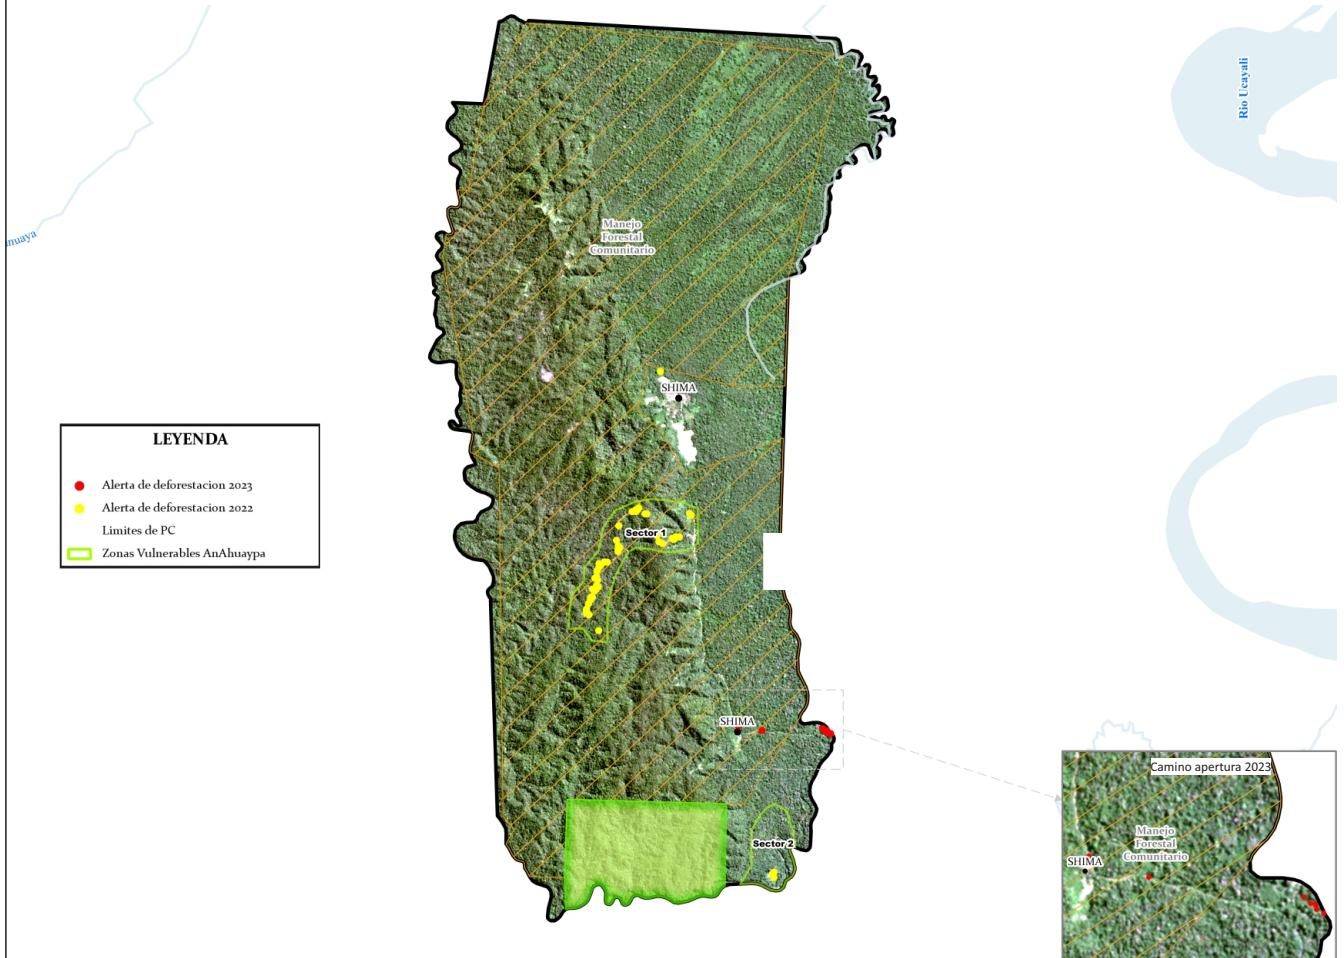 Rio Ucayali
nuaya
Manejo
Forestal
Comunitario
SHIMA
LEYENDA
Alerta de deforestacion 2023
Alerta de deforestacion 2022
Limites de PC
Zonas Vulnerables AnAhuaypa
Sector 1
SHIMA
Sector 2
Camino apertura 2023
Manejo
Forestal
Comunitario
SHIMA